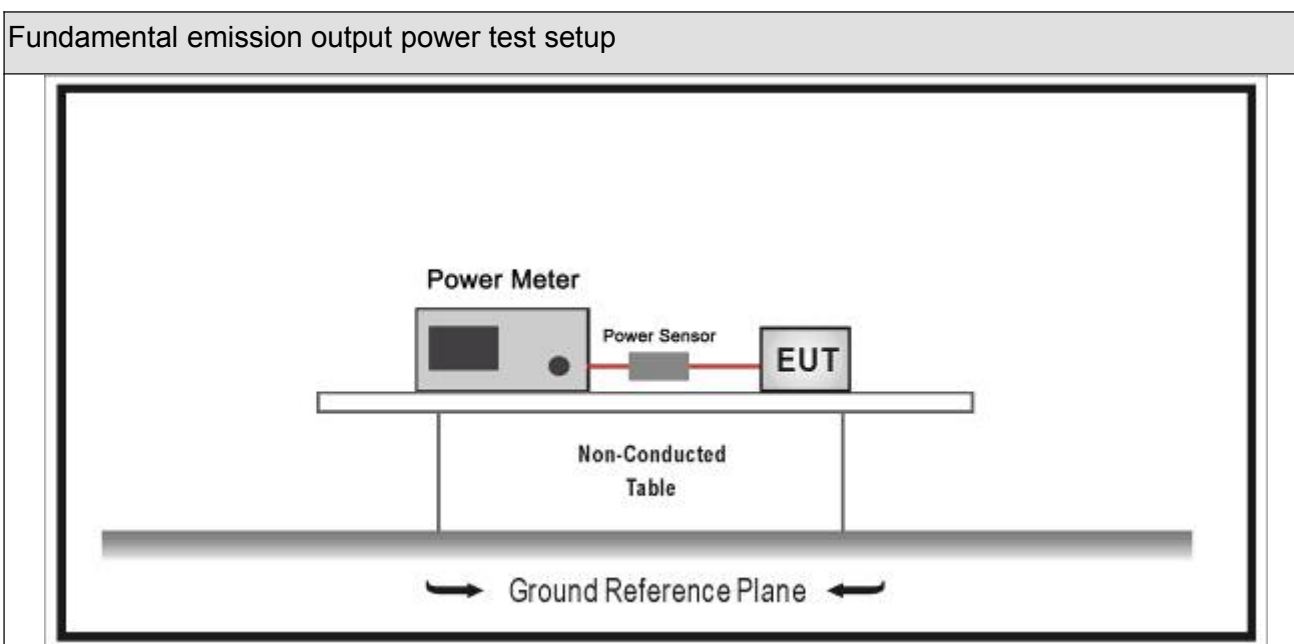 Fundamental emission output power test setup
Power Meter
Power Sensor
EUT
Non-Conducted
Table
Ground Reference Plane